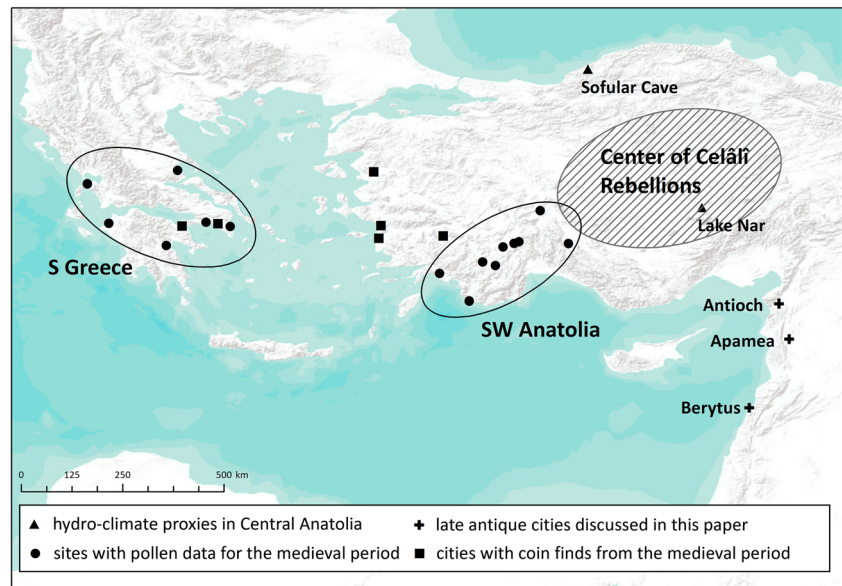 Sofular Cave
Center of Celâlî
Rebellions
Lake Nar
S Greece
SW Anatolia
Antioch
Apamea
Berytus
0 125 250 500 km
hydro-climate proxies in Central Anatolia
late antique cities discussed in this paper
sites with pollen data for the medieval period
cities with coin finds from the medieval period